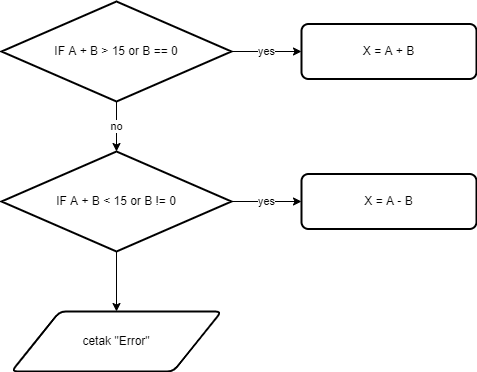 IF A + B > 15 or B == 0
yes
X = A + B
no
IF A + B < 15 or B != 0
yes
X = A - B
cetak "Error"